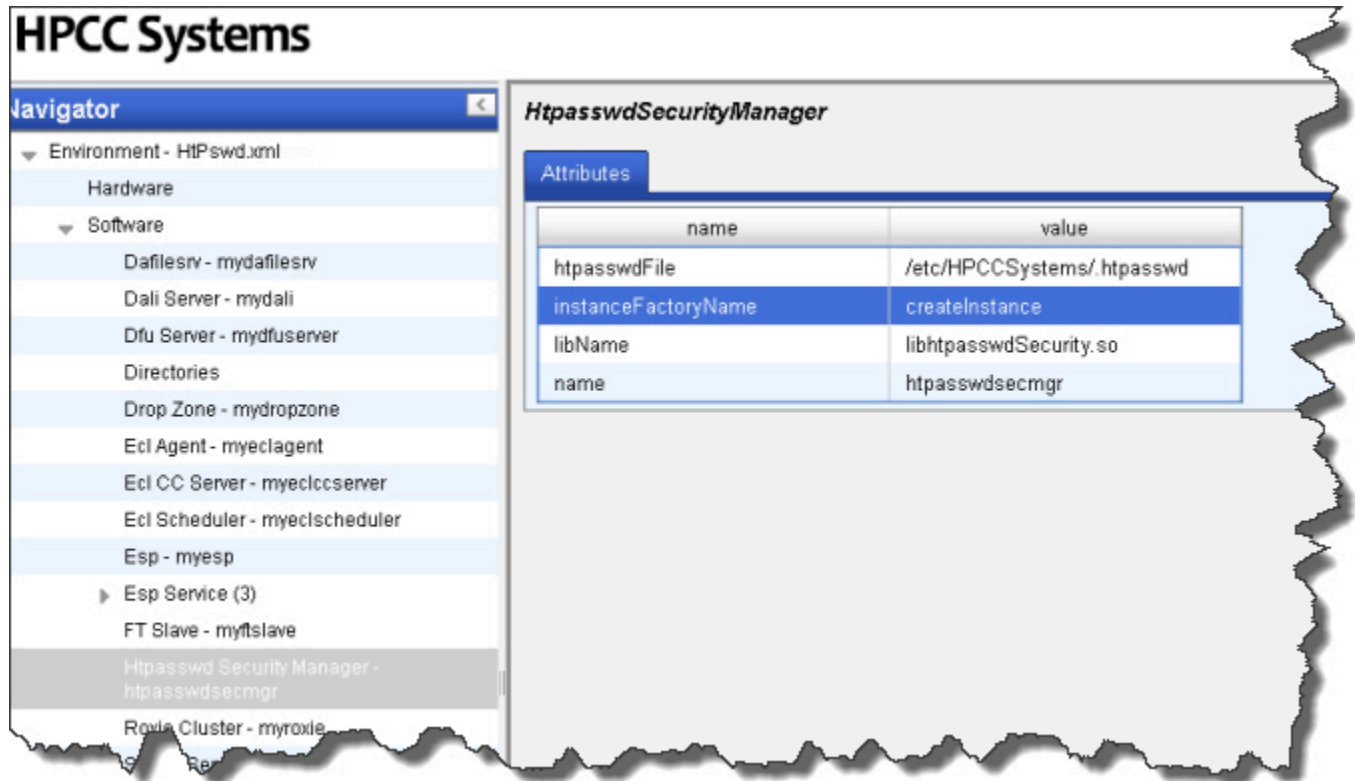 HPCC Systems
Navigator
Environment - HtPswd.xml
Hardware
Software
Dafilesrv - mydafilesrv
Dali Server - mydali
Dfu Server - mydfuserver
Directories
Drop Zone - mydropzone
Ecl Agent - myeclagent
Ecl CC Server - myeclccserver
Ecl Scheduler - myeclscheduler
Esp - myesp
Esp Service (3)
FT Slave - myftslave
Htpasswd Security Manager -
htpasswdsecmgr
Roxie Cluster - myroxie
HtpasswdSecurityManager
Attributes
name value
htpasswdFile /etc/HPCCSystems/.htpasswd
instanceFactoryName createInstance
libName libhtpasswdSecurity.so
name htpasswdsecmgr